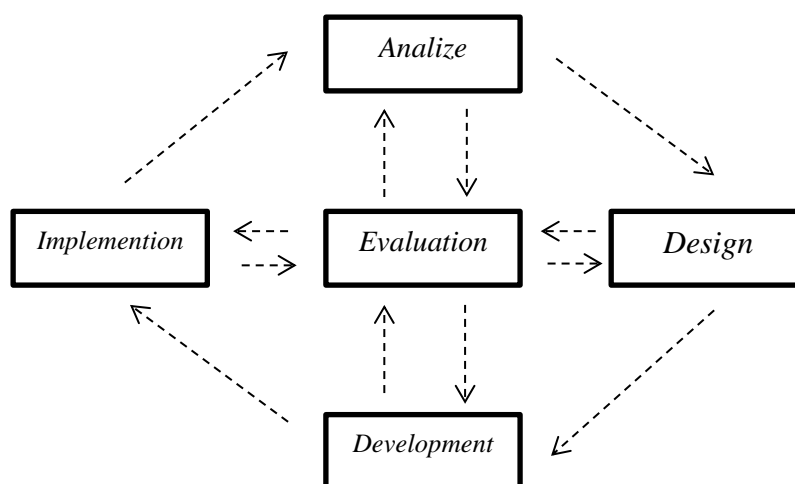 Analize
Implemention
Evaluation
Design
Development